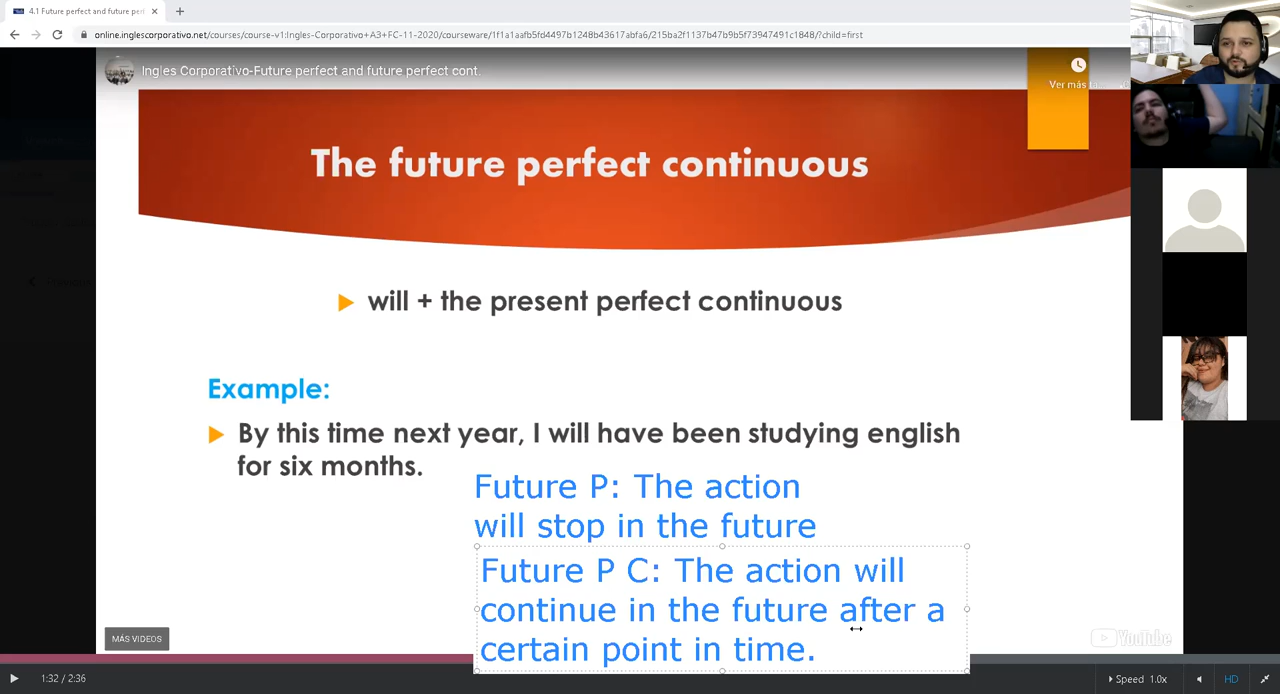 4.1 Future perfect and future per
online.inglescorporativo.net/courses/course-v1:Ingles-Corporativo+A3+FC-11-2020/courseware/1f1a1aafb5fd4497b1248b43617abfa6/215ba2f1137b47b9b5f73947491c1848/?child=first
Ingles Corporativo-Future perfect and future perfect cont.
Ver más
The future perfect continuous
will + the present perfect continuous
Example:
By this time next year, I will have been studying english
for six months.
Future P: The action
will stop in the future
Future P C: The action will
continue in the future after a
certain point in time.
MÁS VIDEOS
YouTube
1:32 / 2:36
Speed 1.0x
HD